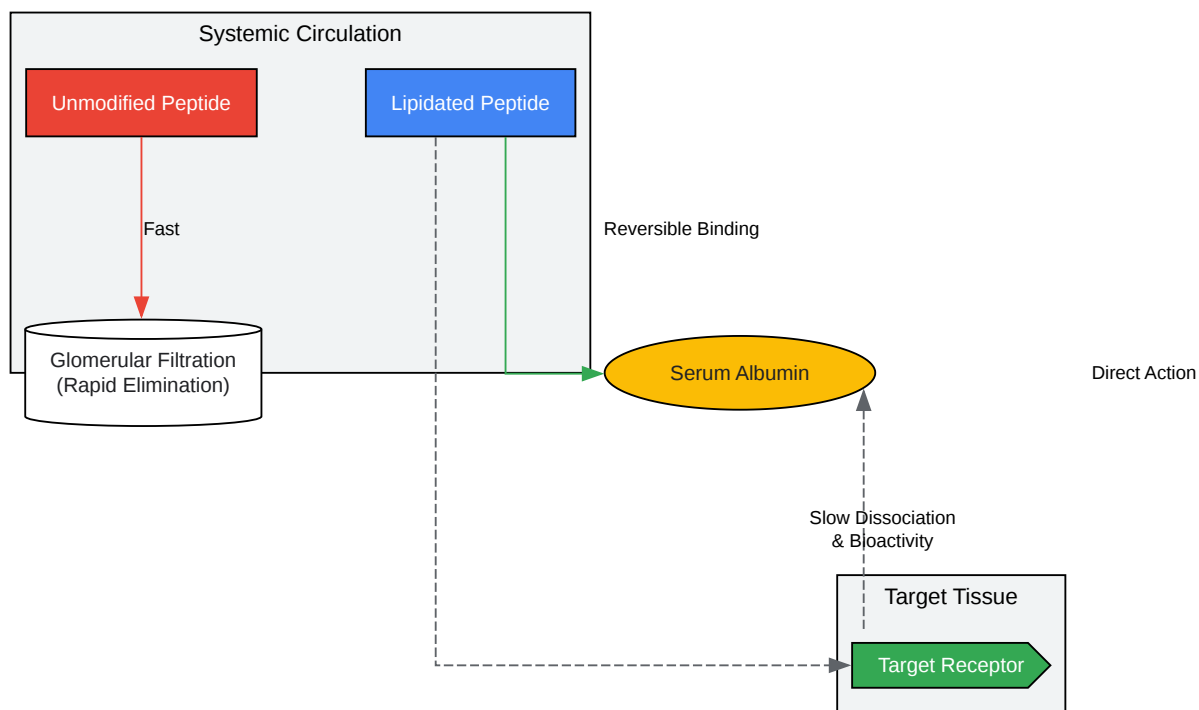 Systemic Circulation
Unmodified Peptide
Lipidated Peptide
Fast
Reversible Binding
Glomerular Filtration
(Rapid Elimination)
Serum Albumin
Direct Action
Slow Dissociation
& Bioactivity
Target Tissue
Target Receptor